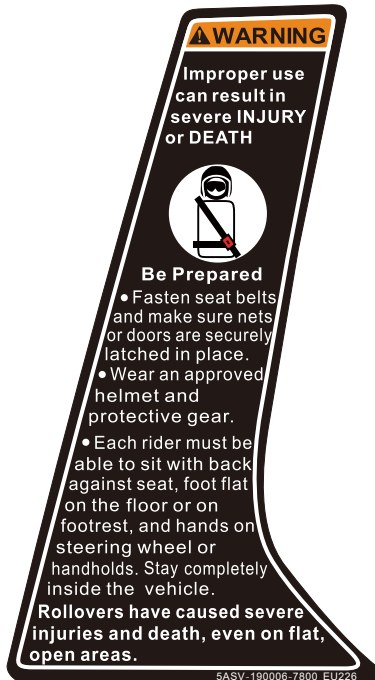 WARNING
Improper use
can result in
severe INJURY
or DEATH
Be Prepared
• Fasten seat belts
and make sure nets
or doors are securely
latched in place.
• Wear an approved
helmet and
protective gear.
• Each rider must be
able to sit with back
against seat, foot flat
on the floor or on
footrest, and hands on
steering wheel or
handholds. Stay completely
inside the vehicle.
Rollovers have caused severe
injuries and death, even on flat,
open areas.
5ASV-190006-7800 EU226